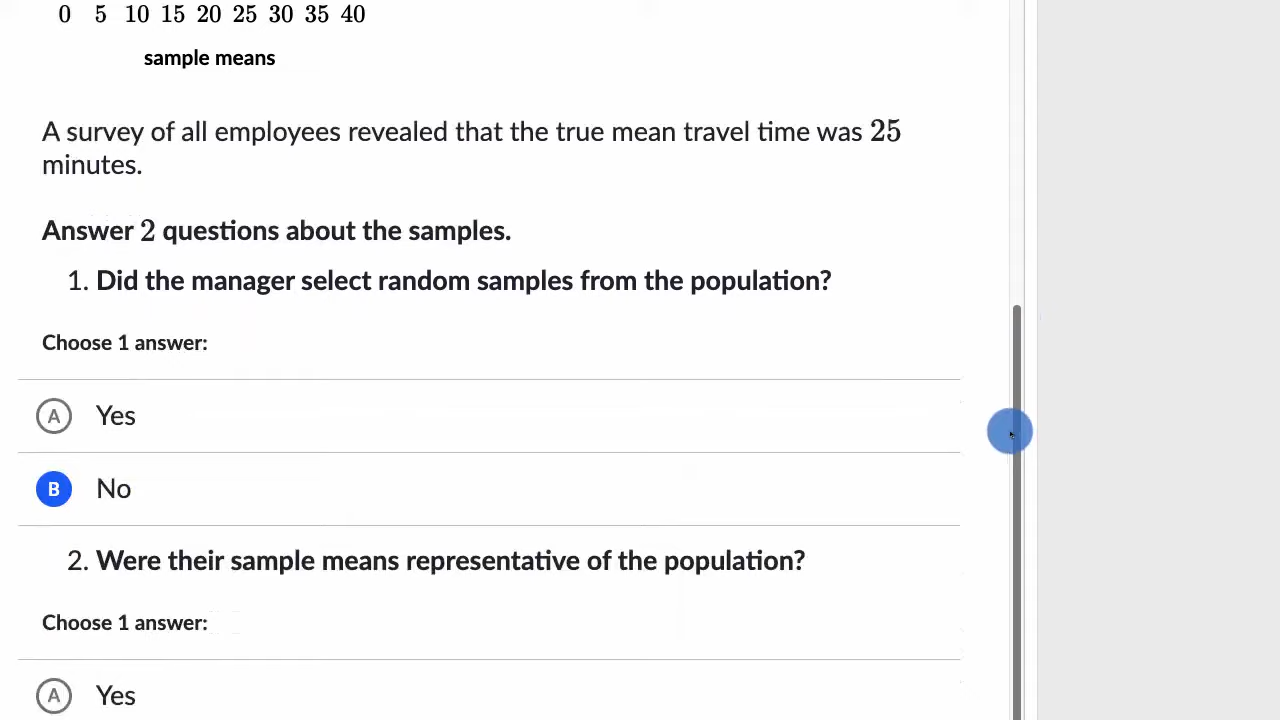 0 5 10 15 20 25 30 35 40
sample means
A survey of all employees revealed that the true mean travel time was 25
minutes.
Answer 2 questions about the samples.
1. Did the manager select random samples from the population?
Choose 1 answer:
A Yes
B No
2. Were their sample means representative of the population?
Choose 1 answer:
A Yes